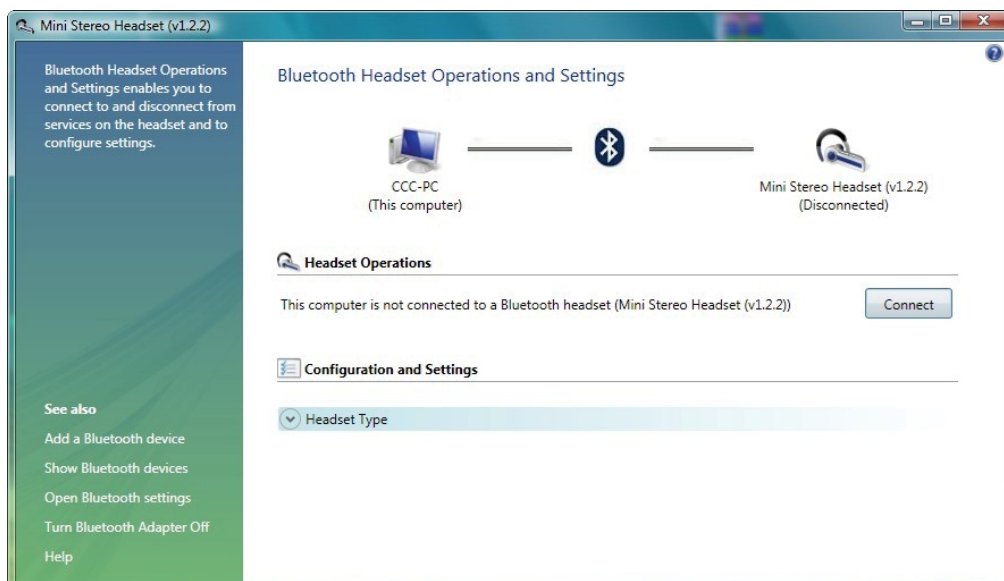 Mini Stereo Headset (v1.2.2)
Bluetooth Headset Operations
and Settings enables you to
connect to and disconnect from
services on the headset and to
configure settings.
Bluetooth Headset Operations and Settings
CCC-PC
(This computer)
Mini Stereo Headset (v1.2.2)
(Disconnected)
Headset Operations
This computer is not connected to a Bluetooth headset (Mini Stereo Headset (v1.2.2))
Connect
Configuration and Settings
Headset Type
See also
Add a Bluetooth device
Show Bluetooth devices
Open Bluetooth settings
Turn Bluetooth Adapter Off
Help